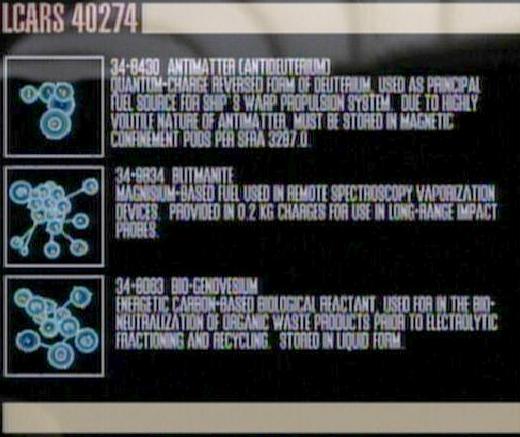 LCARS 40274
34-8430 ANTIMATTER (ANTIDEUTERIUM)
QUANTUM-CHARGE REVERSED FORM OF DEUTERIUM, USED AS PRINCIPAL
FUEL SOURCE FOR SHIP'S WARP PROPULSION SYSTEM. DUE TO HIGHLY
VOLITILE NATURE OF ANTIMATTER, MUST BE STORED IN MAGNETIC
CONFINEMENT PODS PER SFRA 3297.0.
34-9834 BLITMANITE
MAGNISIUM-BASED FUEL USED IN REMOTE SPECTROSCOPY VAPORIZATION
DEVICES. PROVIDED IN 0.2 KG CHARGES FOR USE IN LONG-RANGE IMPACT
PROBES.
34-6083 BIO-GENOVESIUM
ENERGETIC CARBON-BASED BIOLOGICAL REACTANT, USED FOR IN THE BIO-
NEUTRALIZATION OF ORGANIC WASTE PRODUCTS PRIOR TO ELECTROLYTIC
FRACTIONING AND RECYCLING. STORED IN LIQUID FORM.